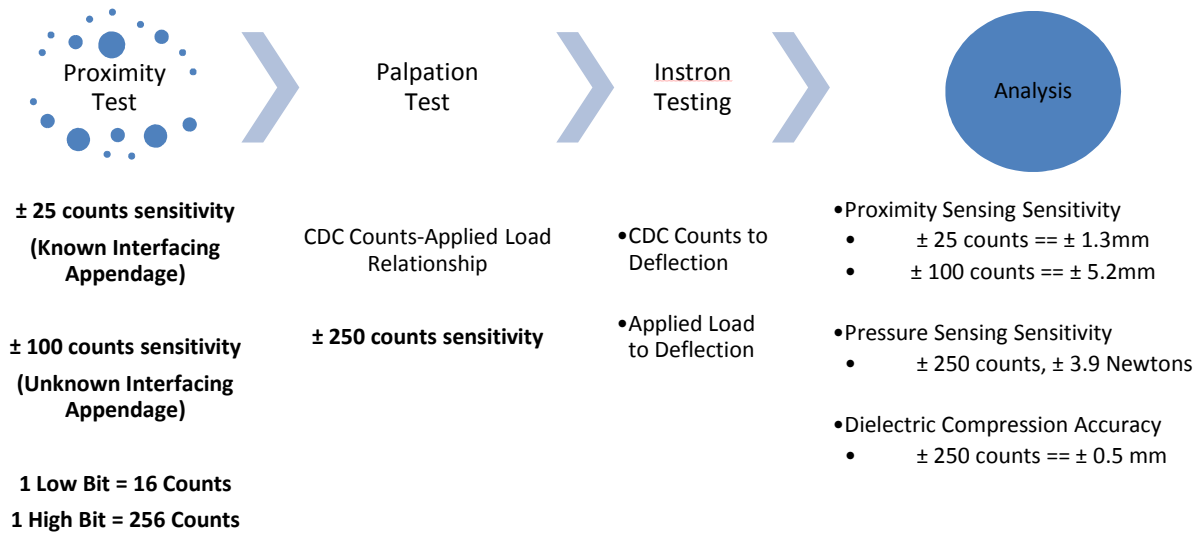 Proximity
Test
Palpation
Test
Instron
Testing
Analysis
± 25 counts sensitivity
(Known Interfacing
Appendage)
± 100 counts sensitivity
(Unknown Interfacing
Appendage)
1 Low Bit = 16 Counts
1 High Bit = 256 Counts
CDC Counts-Applied Load
Relationship
± 250 counts sensitivity
•CDC Counts to
Deflection
•Applied Load
to Deflection
•Proximity Sensing Sensitivity
• ± 25 counts == ± 1.3mm
• ± 100 counts == ± 5.2mm
•Pressure Sensing Sensitivity
• ± 250 counts, ± 3.9 Newtons
•Dielectric Compression Accuracy
• ± 250 counts == ± 0.5 mm